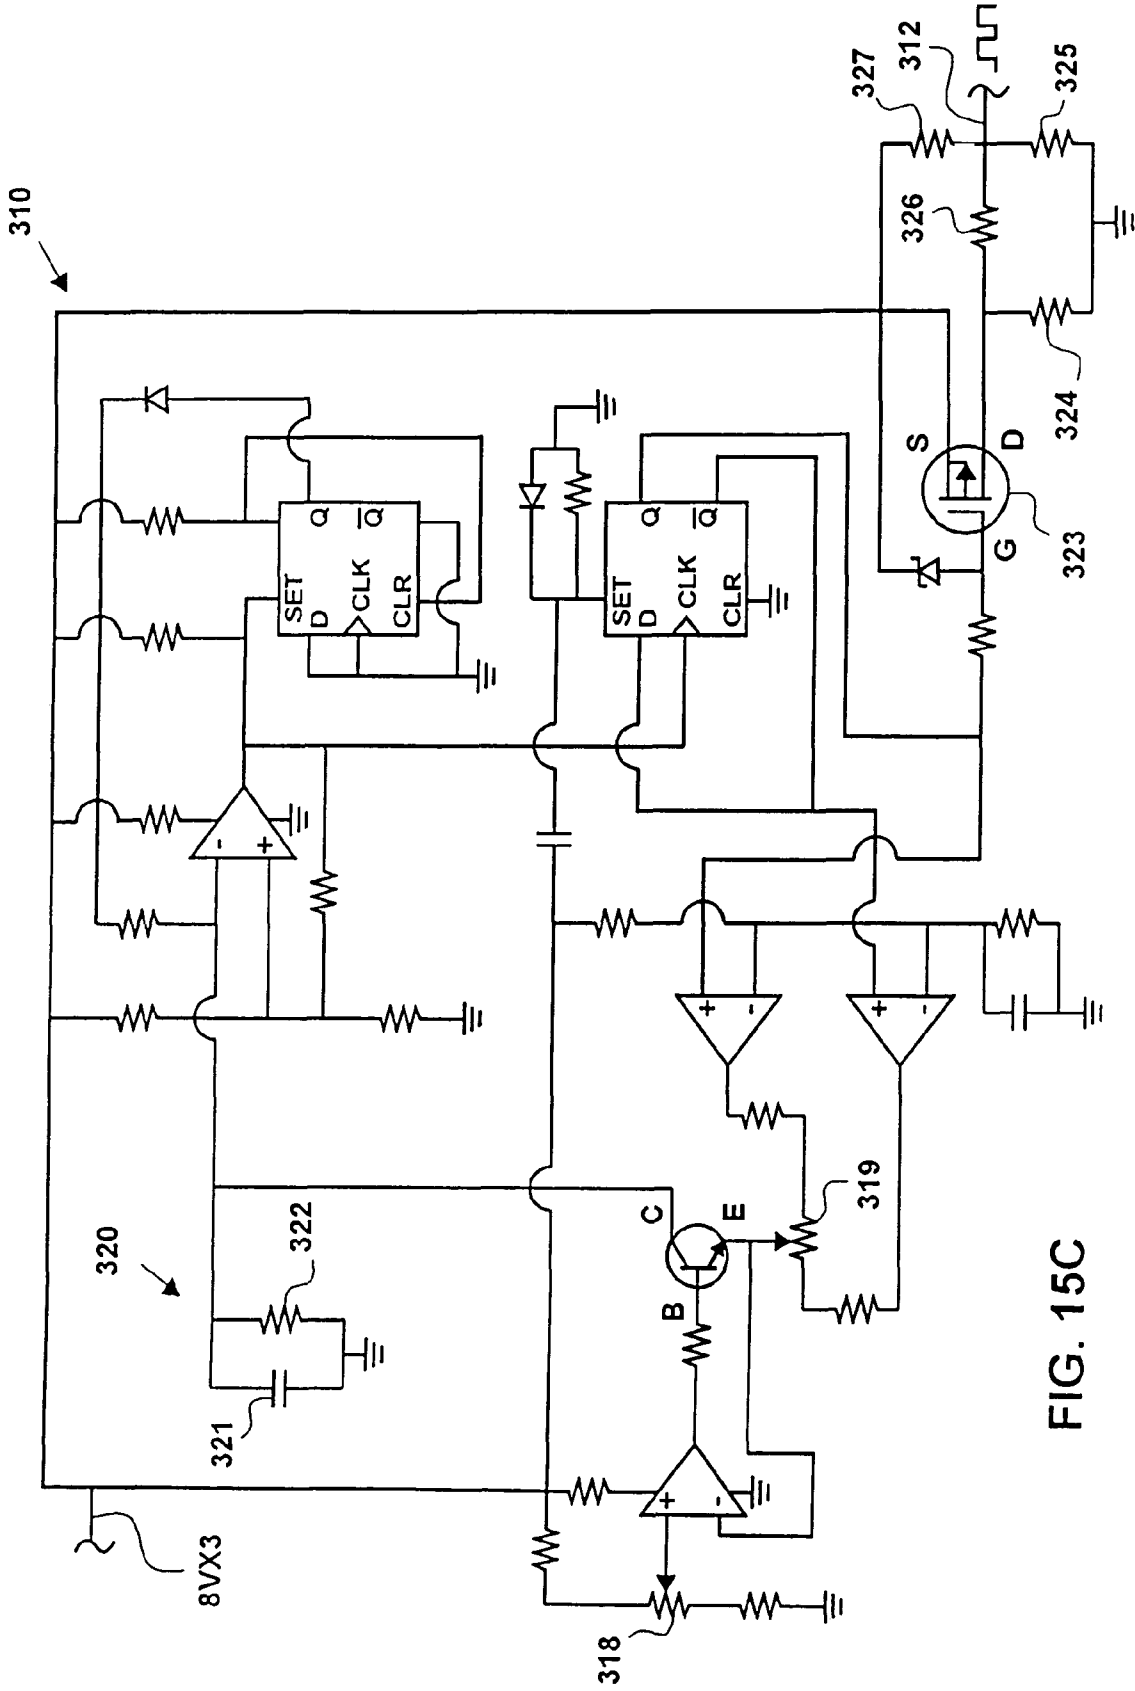 310
327
312
325
326
324
S
D
G
323
SET
D
CLK
CLR
Q
Q
SET
D
CLK
CLR
Q
Q
-
+
+
-
+
-
320
322
321
C
E
B
319
+
-
8VX3
318
FIG. 15C